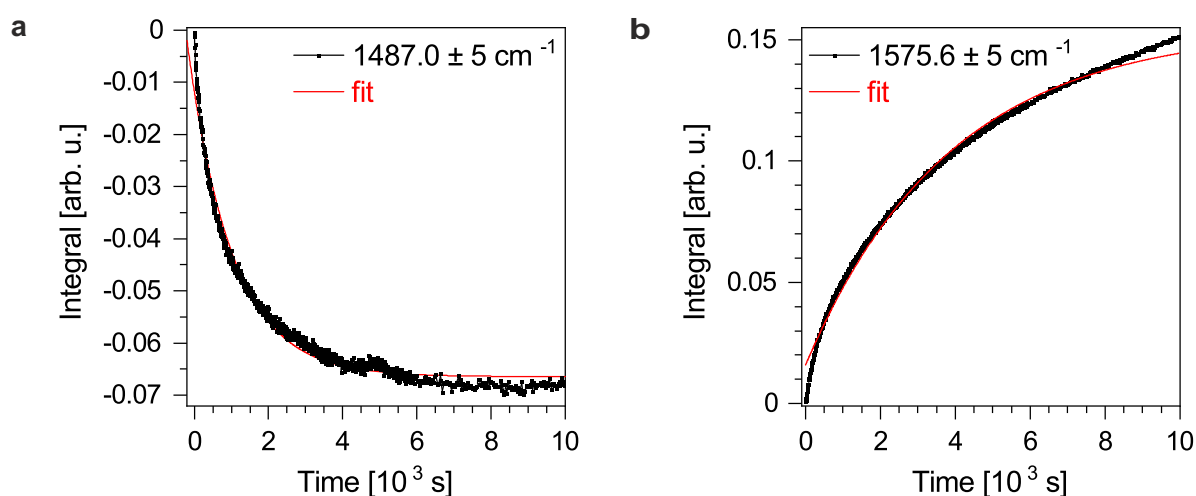 a
0
-0.01
-0.02
-0.03
-0.04
-0.05
-0.06
-0.07
Integral [arb. u.]
1487.0 ± 5 cm -1
fit
0 2 4 6 8 10
Time [10 3 s]
b
0.15
0.1
0.05
0
Integral [arb. u.]
1575.6 ± 5 cm -1
fit
0 2 4 6 8 10
Time [10 3 s]